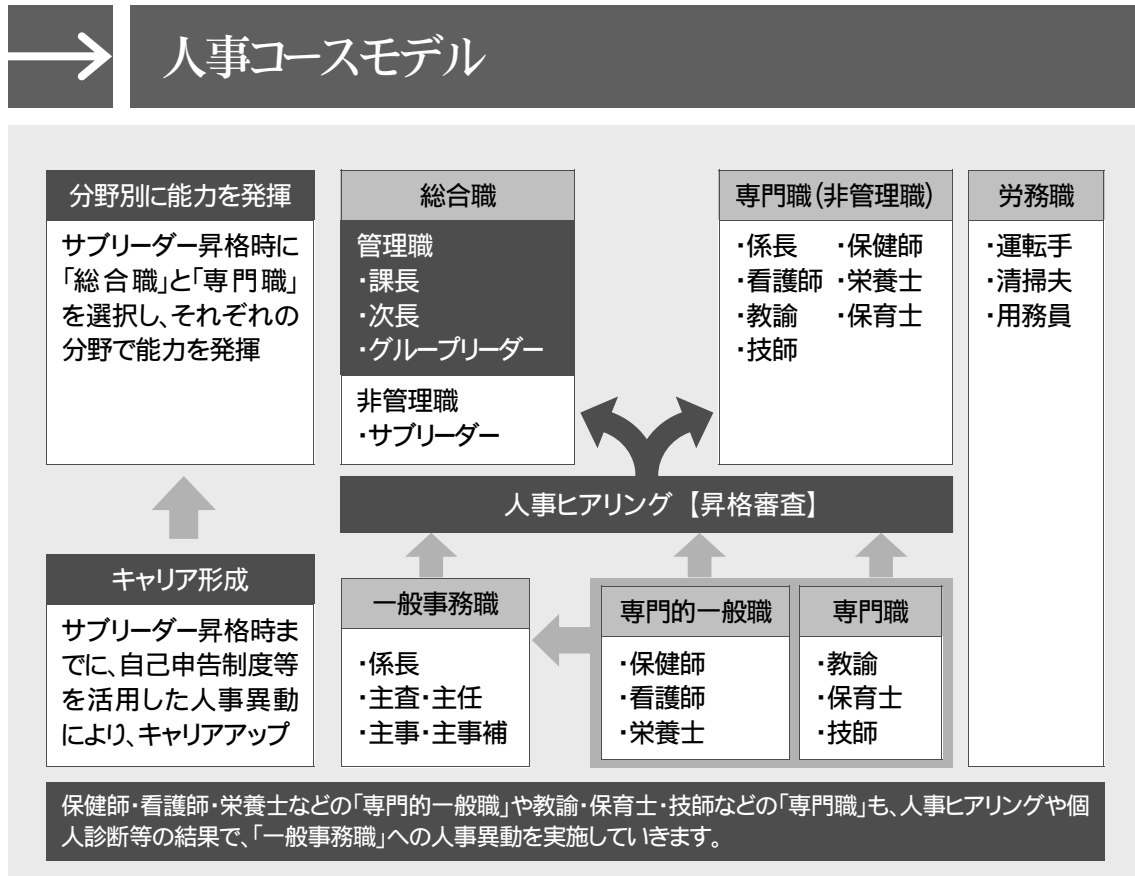 人事コースモデル
分野別に能力を発揮
サブリーダー昇格時に
「総合職」と「専門職」
を選択し、それぞれの
分野で能力を発揮
総合職
管理職
・課長
・次長
・グループリーダー
非管理職
・サブリーダー
専門職(非管理職)
・係長 ・保健師
・看護師 ・栄養士
・教諭 ・保育士
・技師
労務職
・運転手
・清掃夫
・用務員
人事ヒアリング【昇格審査】
キャリア形成
サブリーダー昇格時ま
でに、自己申告制度等
を活用した人事異動
により、キャリアアップ
一般事務職
・係長
・主査・主任
・主事・主事補
専門的一般職
・保健師
・看護師
・栄養士
専門職
・教諭
・保育士
・技師
保健師・看護師・栄養士などの「専門的一般職」や教諭・保育士・技師などの「専門職」も、人事ヒアリングや個
人診断等の結果で、「一般事務職」への人事異動を実施していきます。